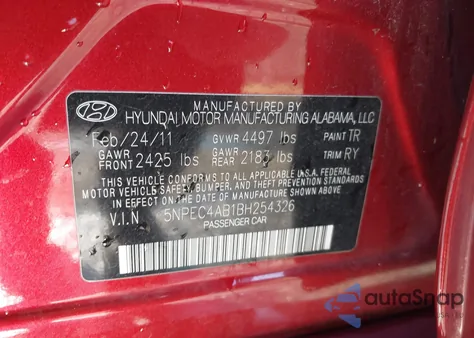 MANUFACTURED BY
HYUNDAI MOTOR MANUFACTURING ALABAMA, LLC
Feb/24/11 GVWR 4497 lbs PAINT TR
GAWR FRONT 2425 lbs GAWR REAR 2183 lbs TRIM RY
THIS VEHICLE CONFORMS TO ALL APPLICABLE U.S.A. FEDERAL
MOTOR VEHICLE SAFETY, BUMPER, AND THEFT PREVENTION
STANDARDS IN EFFECT ON THE DATE OF MANUFACTURE SHOWN ABOVE.
V.I.N 5NPEC4AB1BH254326
PASSENGER CAR
autoSnap